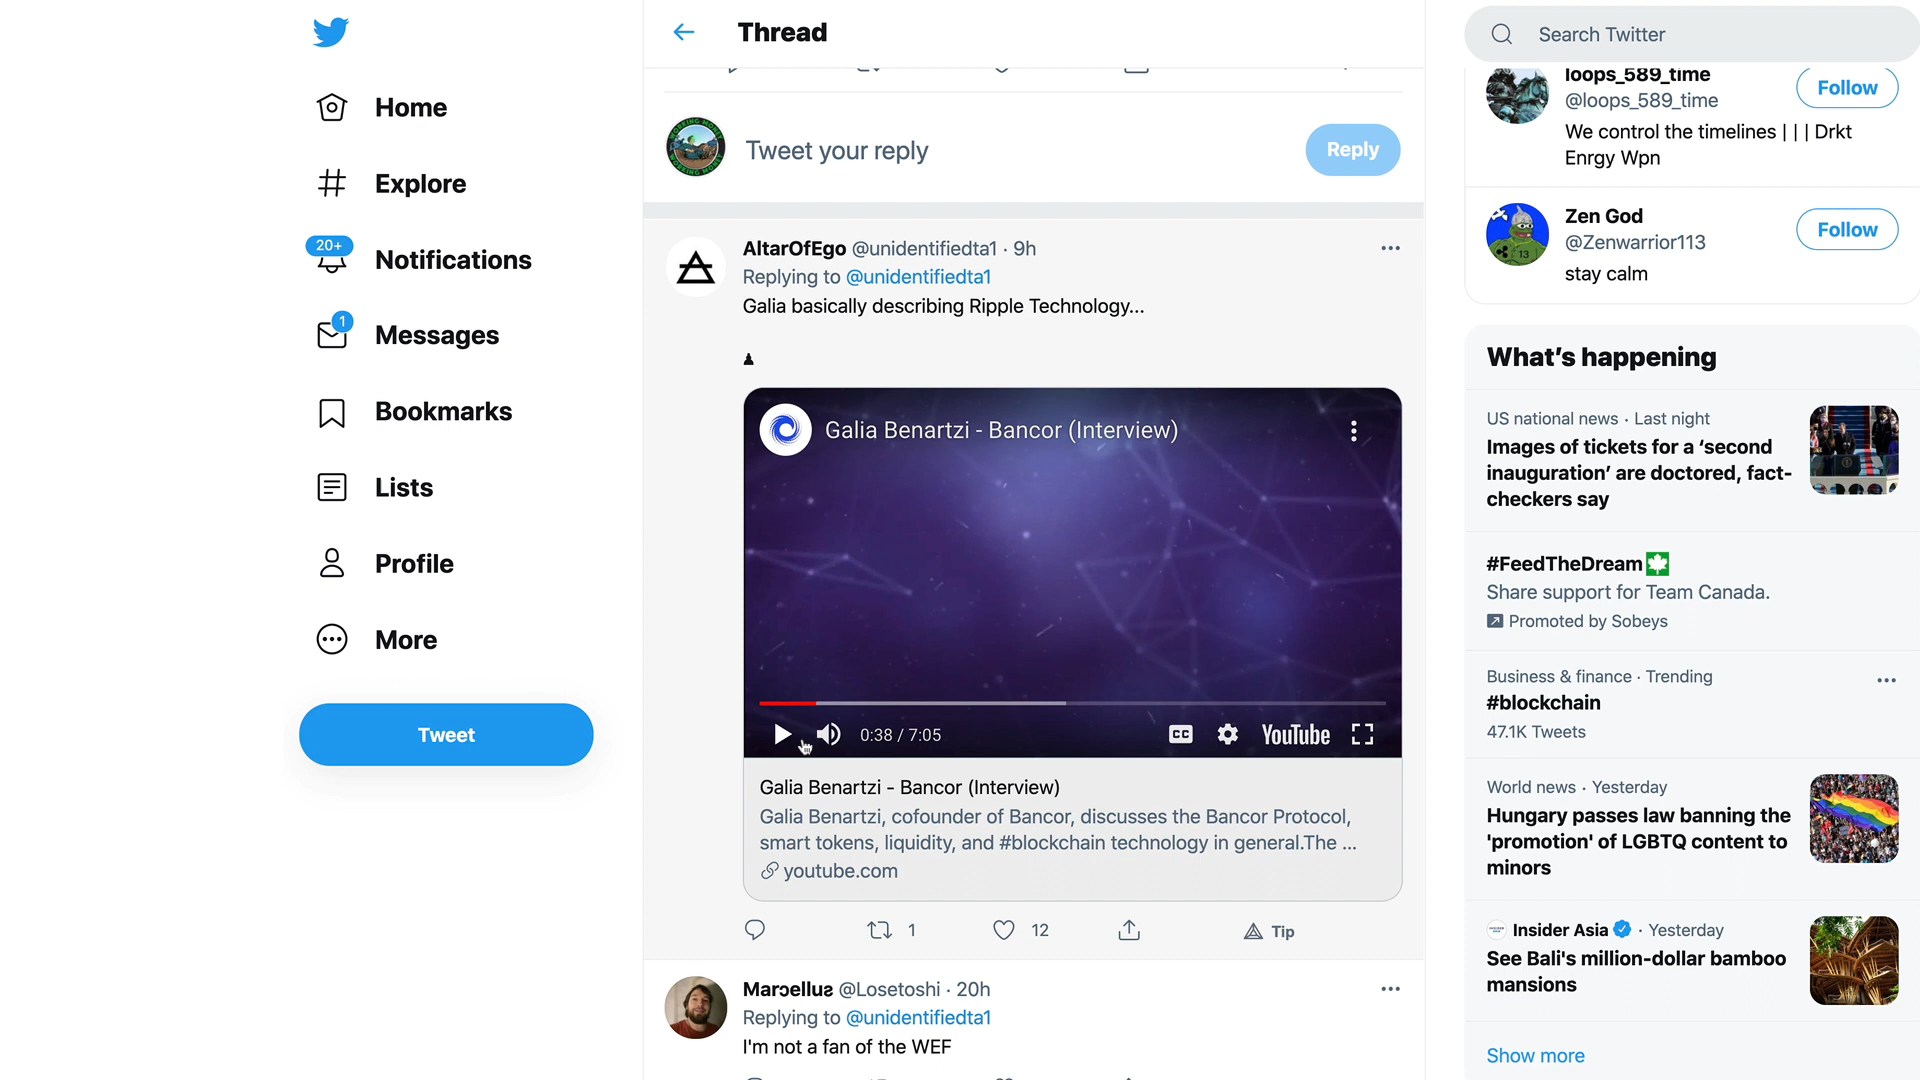 Thread
Search Twitter
Home
Explore
20+
Notifications
1
Messages
Bookmarks
Lists
Profile
More
Tweet
Tweet your reply
Reply
AltarOfEgo @unidentifiedta1 · 9h
Replying to @unidentifiedta1
Galia basically describing Ripple Technology...
Galia Benartzi - Bancor (Interview)
0:38 / 7:05
CC
YouTube
Galia Benartzi - Bancor (Interview)
Galia Benartzi, cofounder of Bancor, discusses the Bancor Protocol,
smart tokens, liquidity, and #blockchain technology in general.The ...
youtube.com
1
12
Tip
Marɔelluƨ @Losetoshi · 20h
Replying to @unidentifiedta1
I'm not a fan of the WEF
loops_589_time
@loops_589_time
Follow
We control the timelines | | | Drkt
Enrgy Wpn
Zen God
@Zenwarrior113
Follow
stay calm
What's happening
US national news · Last night
Images of tickets for a ‘second
inauguration’ are doctored, fact-
checkers say
#FeedTheDream
Share support for Team Canada.
Promoted by Sobeys
Business & finance · Trending
#blockchain
47.1K Tweets
World news · Yesterday
Hungary passes law banning the
'promotion' of LGBTQ content to
minors
Insider Asia · Yesterday
See Bali's million-dollar bamboo
mansions
Show more